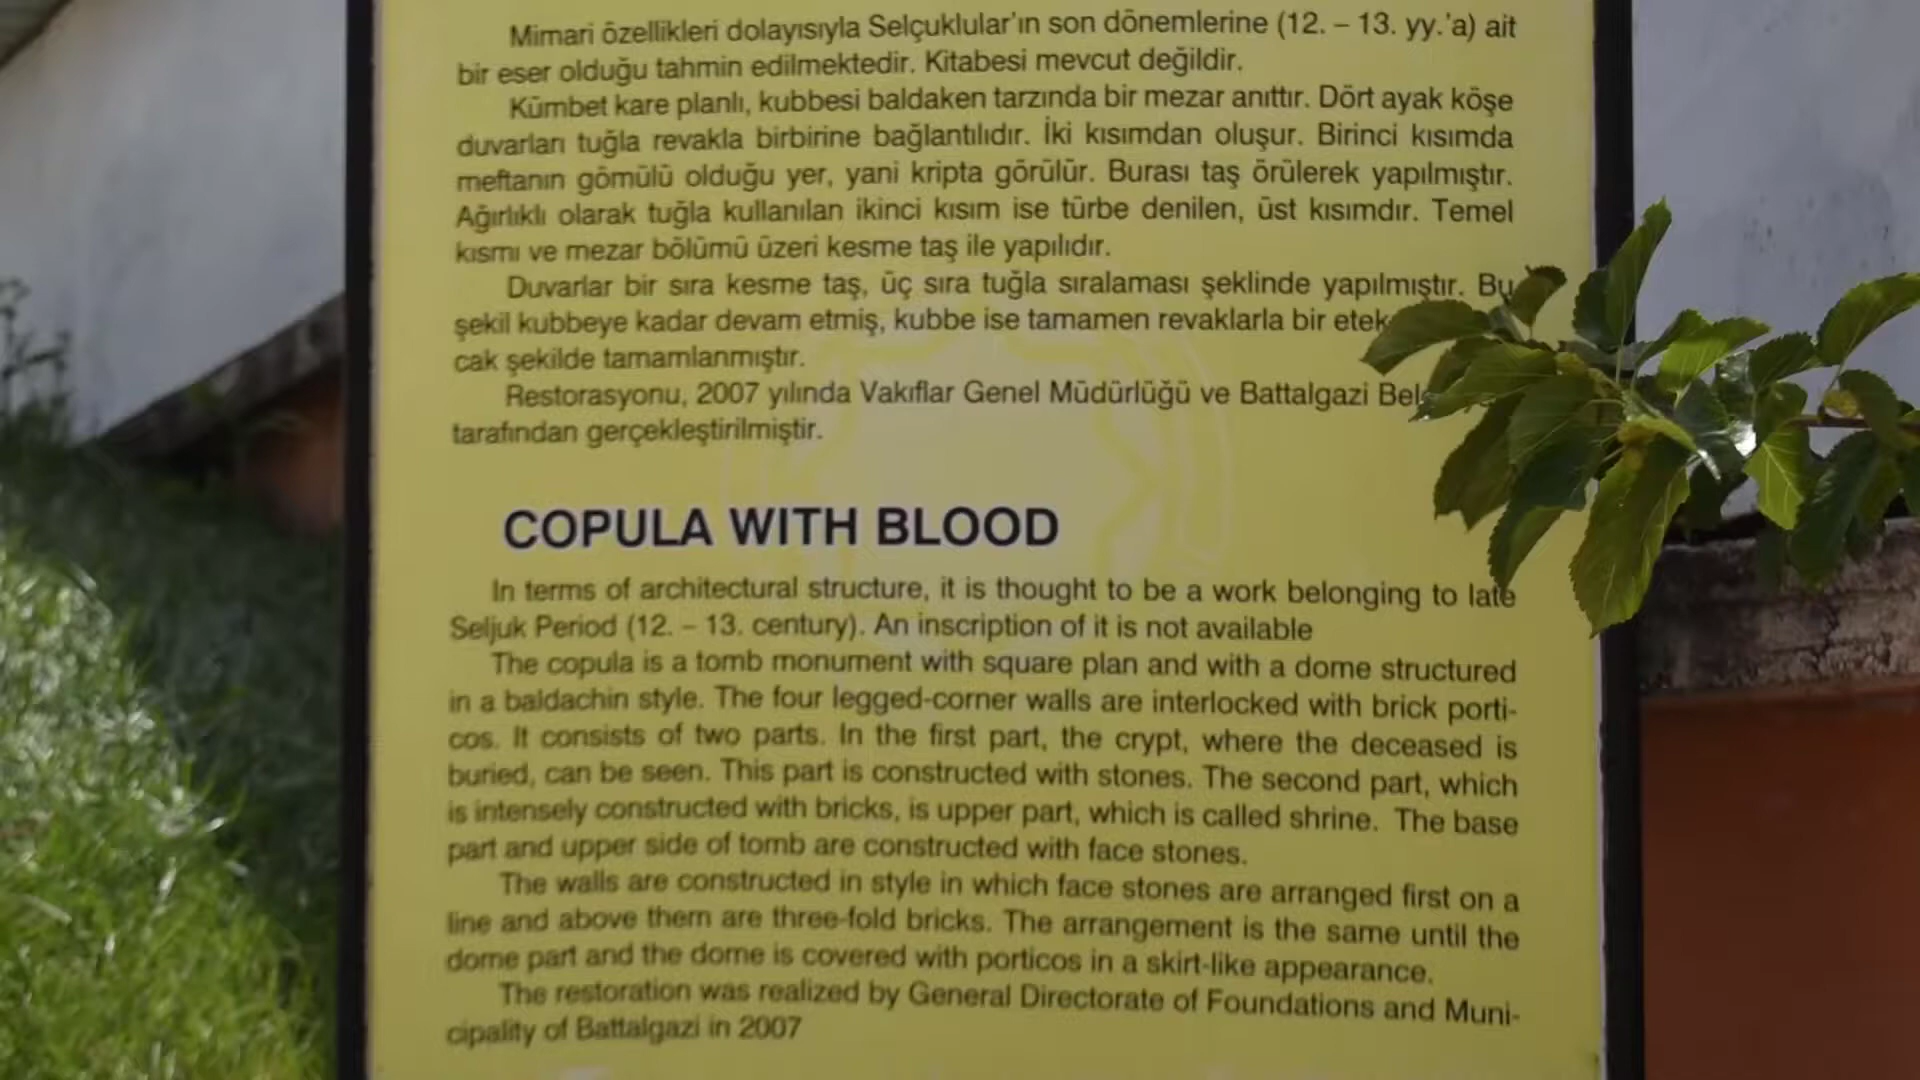 Mimari özellikleri dolayısıyla Selçuklular'ın son dönemlerine (12. – 13. yy.'a) ait
bir eser olduğu tahmin edilmektedir. Kitabesi mevcut değildir.
Kümbet kare planlı, kubbesi baldaken tarzında bir mezar anıttır. Dört ayak köşe
duvarları tuğla revakla birbirine bağlantılıdır. İki kısımdan oluşur. Birinci kısımda
meftanın gömülü olduğu yer, yani kripta görülür. Burası taş örülerek yapılmıştır.
Ağırlıklı olarak tuğla kullanılan ikinci kısım ise türbe denilen, üst kısımdır. Temel
kısmı ve mezar bölümü üzeri kesme taş ile yapılıdır.
Duvarlar bir sıra kesme taş, üç sıra tuğla sıralaması şeklinde yapılmıştır. Bu
şekil kubbeye kadar devam etmiş, kubbe ise tamamen revaklarla bir
cak şekilde tamamlanmıştır.
Restorasyonu, 2007 yılında Vakıflar Genel Müdürlüğü ve Battalgazi
tarafından gerçekleştirilmiştir.
COPULA WITH BLOOD
In terms of architectural structure, it is thought to be a work belonging to late
Seljuk Period (12. – 13. century). An inscription of it is not available
The copula is a tomb monument with square plan and with a dome structured
in a baldachin style. The four legged-corner walls are interlocked with brick porti-
cos. It consists of two parts. In the first part, the crypt, where the deceased is
buried, can be seen. This part is constructed with stones. The second part, which
is intensely constructed with bricks, is upper part, which is called shrine. The base
part and upper side of tomb are constructed with face stones.
The walls are constructed in style in which face stones are arranged first on a
line and above them are three-fold bricks. The arrangement is the same until the
dome part and the dome is covered with porticos in a skirt-like appearance.
The restoration was realized by General Directorate of Foundations and Muni-
cipality of Battalgazi in 2007